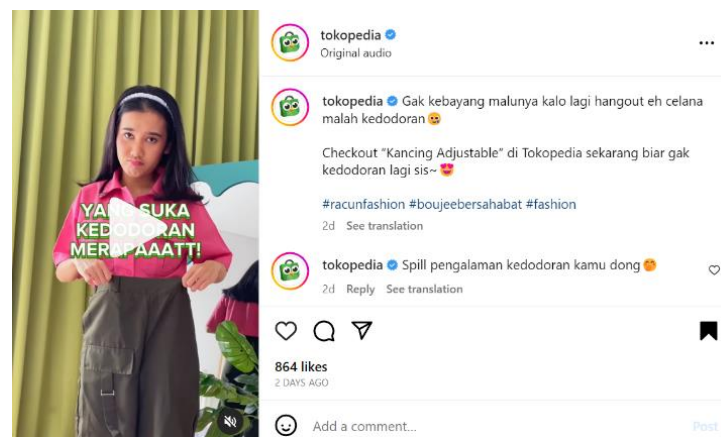 YANG SUKA
KEDODORAN
MERAPAAATT!
tokopedia
Original audio
tokopedia Gak kebayang malunya kalo lagi hangout eh celana
malah kedodoran
Checkout “Kancing Adjustable” di Tokopedia sekarang biar gak
kedodoran lagi sis~
#racunfashion #boujeebersahabat #fashion
2d See translation
tokopedia Spill pengalaman kedodoran kamu dong
2d Reply See translation
864 likes
2 DAYS AGO
Add a comment...
Post